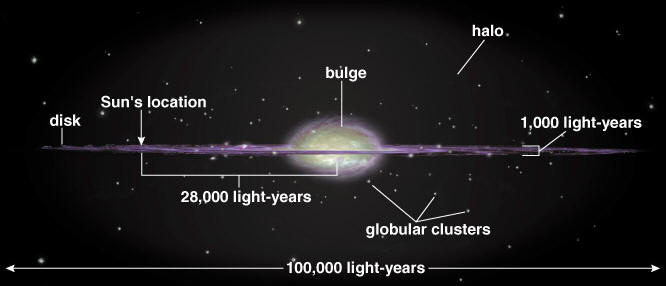 halo
bulge
Sun's location
disk
1,000 light-years
28,000 light-years
globular clusters
100,000 light-years